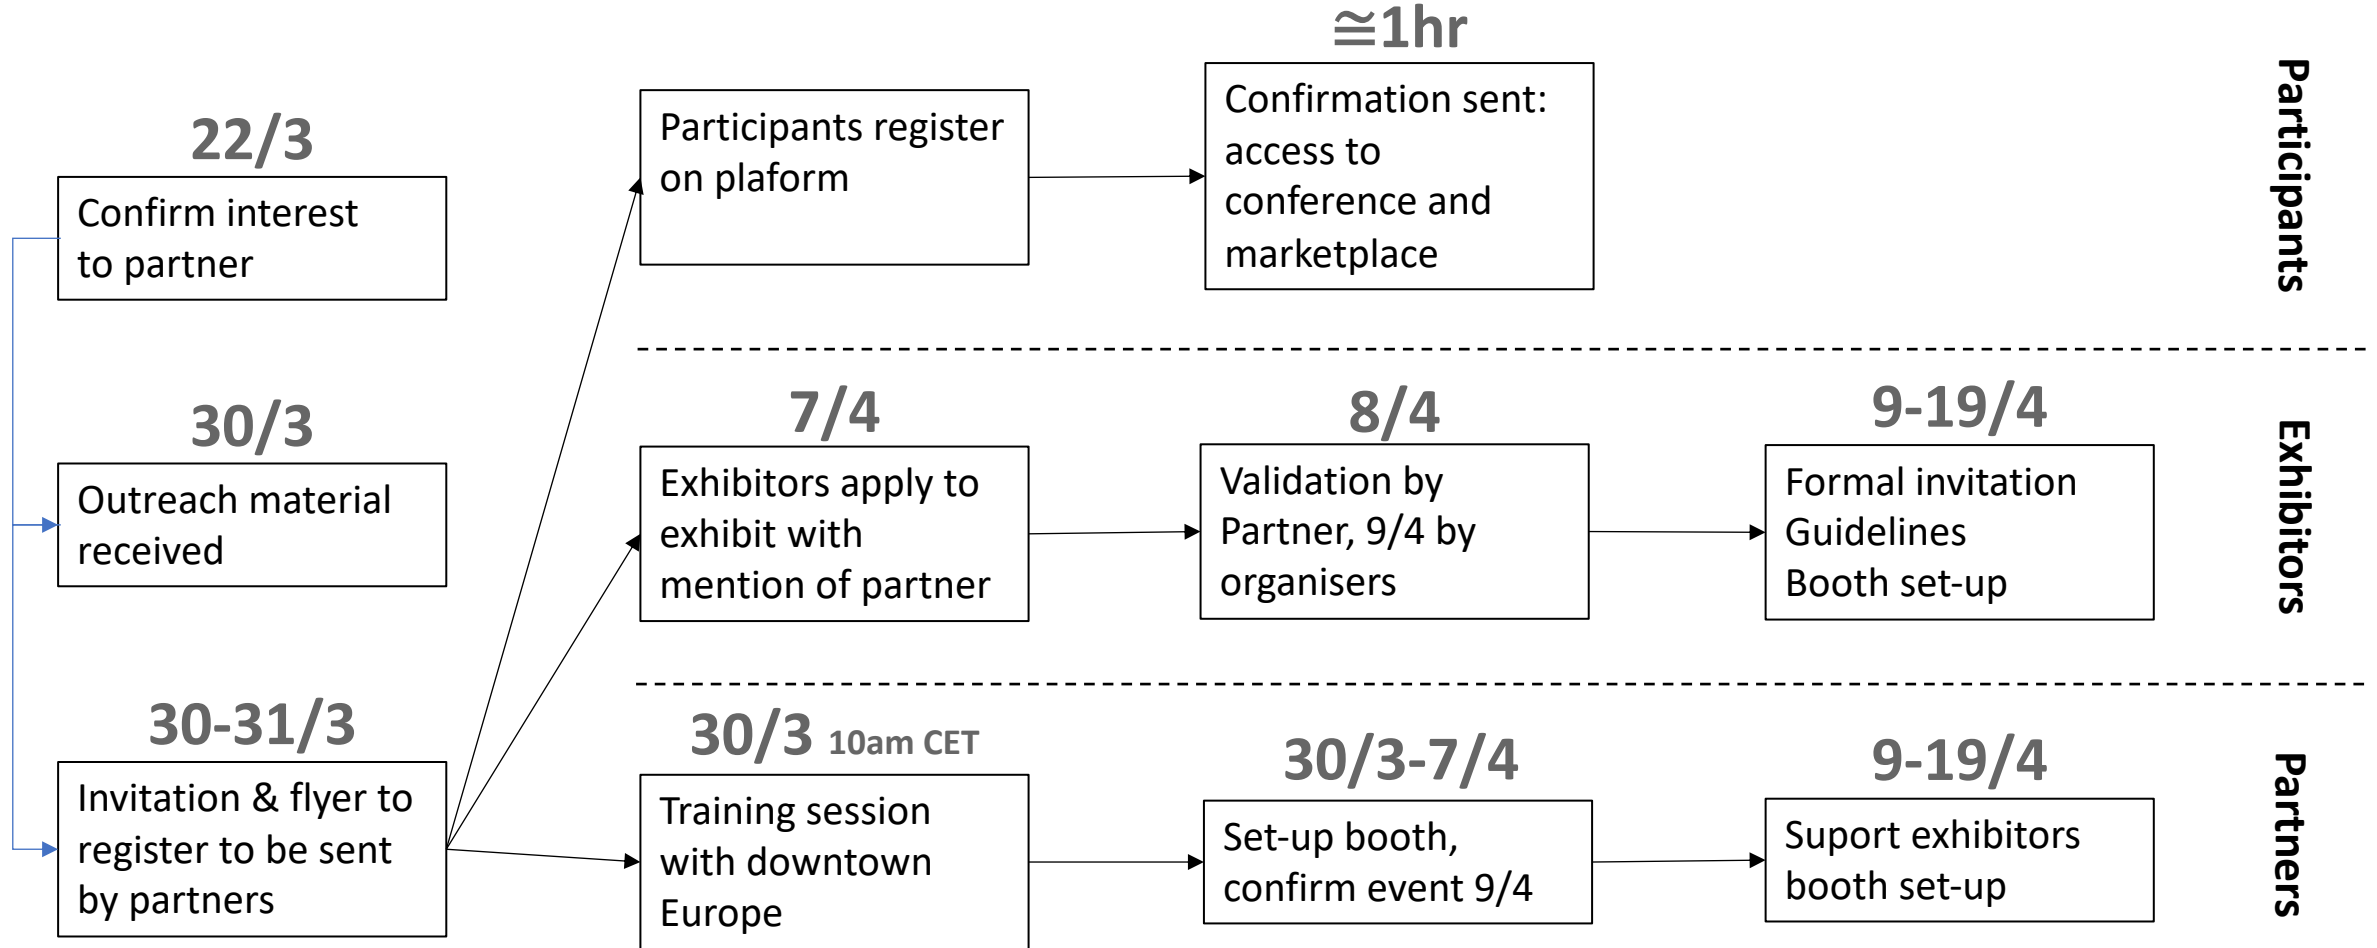 22/3
Confirm interest
to partner
30/3
Outreach material
received
30-31/3
Invitation & flyer to
register to be sent
by partners
Participants register
on plaform
≅1hr
Confirmation sent:
access to
conference and
marketplace
Participants
7/4
Exhibitors apply to
exhibit with
mention of partner
8/4
Validation by
Partner, 9/4 by
organisers
9-19/4
Formal invitation
Guidelines
Booth set-up
Exhibitors
30/3 10am CET
Training session
with downtown
Europe
30/3-7/4
Set-up booth,
confirm event 9/4
9-19/4
Suport exhibitors
booth set-up
Partners